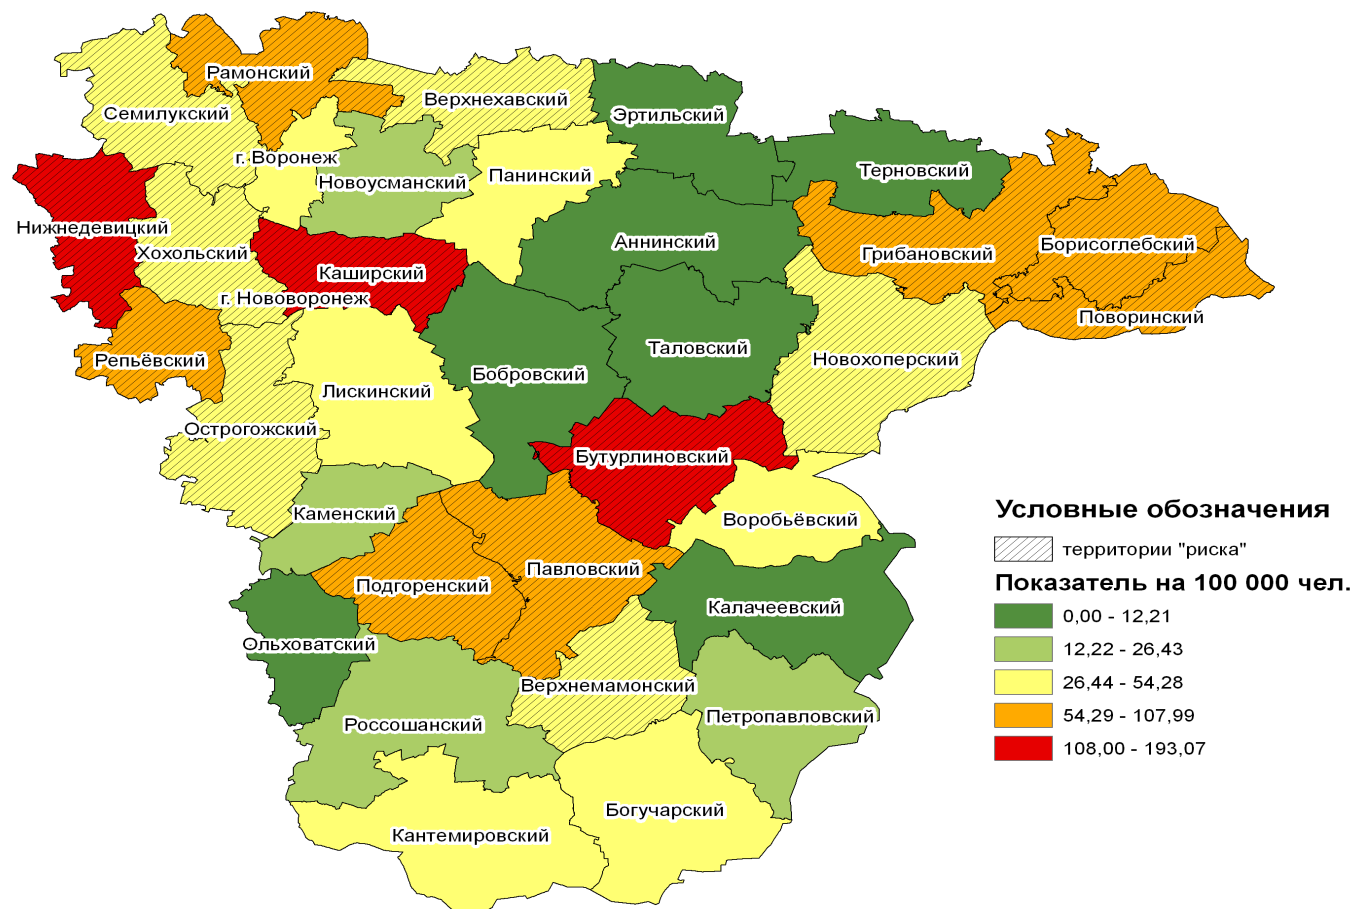 Рамонский
Верхнехавский
Семилукский
Эртильский
г. Воронеж
Терновский
Панинский
Новоусманский
Нижнедевицкий
Аннинский
Борисоглебский
Хохольский
Грибановский
Каширский
г. Нововоронеж
Поворинский
Таловский
Репьёвский
Новохоперский
Бобровский
Лискинский
Острогожский
Бутурлиновский
Каменский
Воробьёвский
Павловский
Подгоренский
Калачеевский
Ольховатский
Верхнемамонский
Петропавловский
Россошанский
Богучарский
Кантемировский
Условные обозначения
территории "риска"
Показатель на 100 000 чел.
0,00 - 12,21
12,22 - 26,43
26,44 - 54,28
54,29 - 107,99
108,00 - 193,07